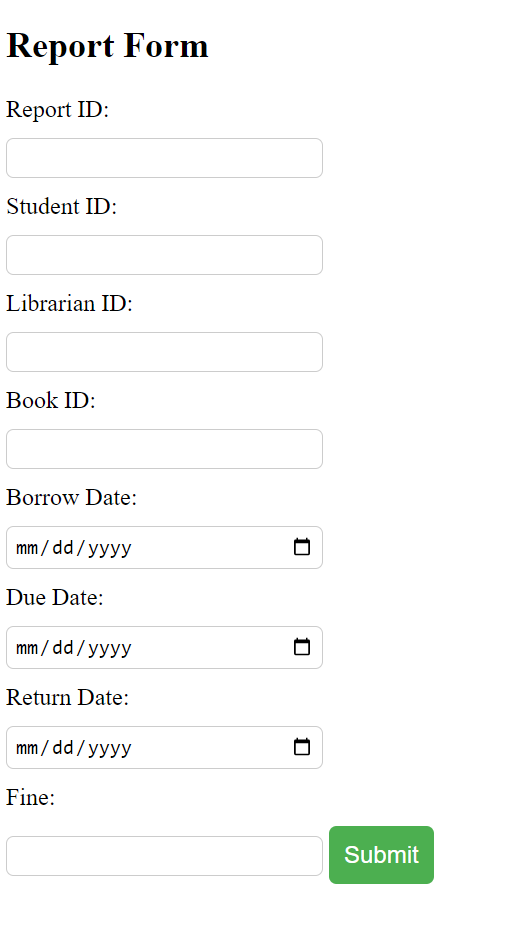 Report Form
Report ID:
Student ID:
Librarian ID:
Book ID:
Borrow Date:
mm/dd/yyyy
Due Date:
mm/dd/yyyy
Return Date:
mm/dd/yyyy
Fine:
Submit